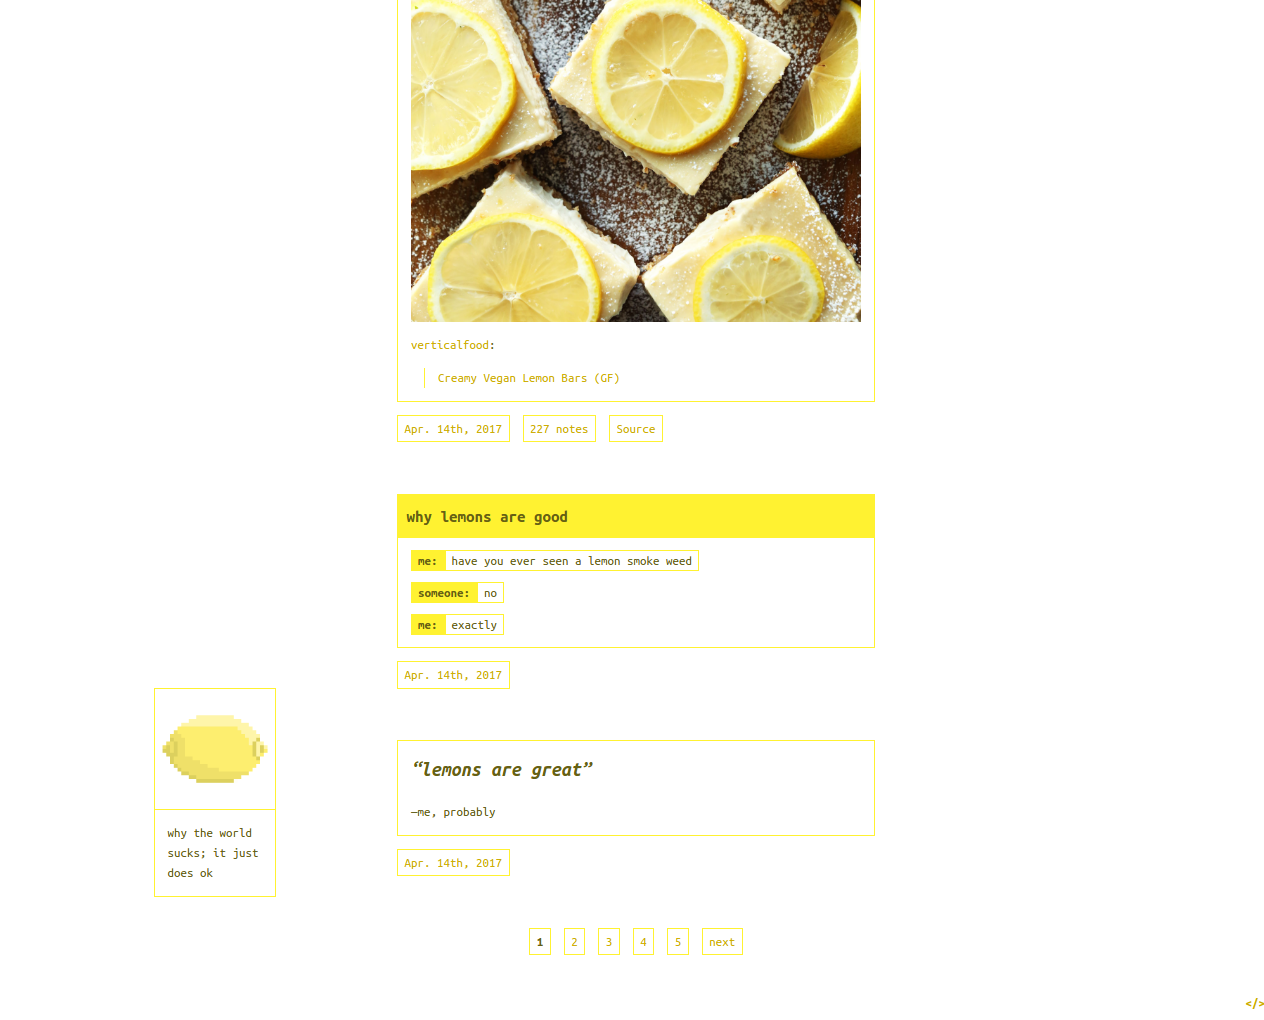 verticalfood:
Creamy Vegan Lemon Bars (GF)
Apr. 14th, 2017 227 notes Source
why lemons are good
me: have you ever seen a lemon smoke weed
someone: no
me: exactly
Apr. 14th, 2017
“lemons are great”
—me, probably
Apr. 14th, 2017
why the world
sucks; it just
does ok
1 2 3 4 5 next
</>